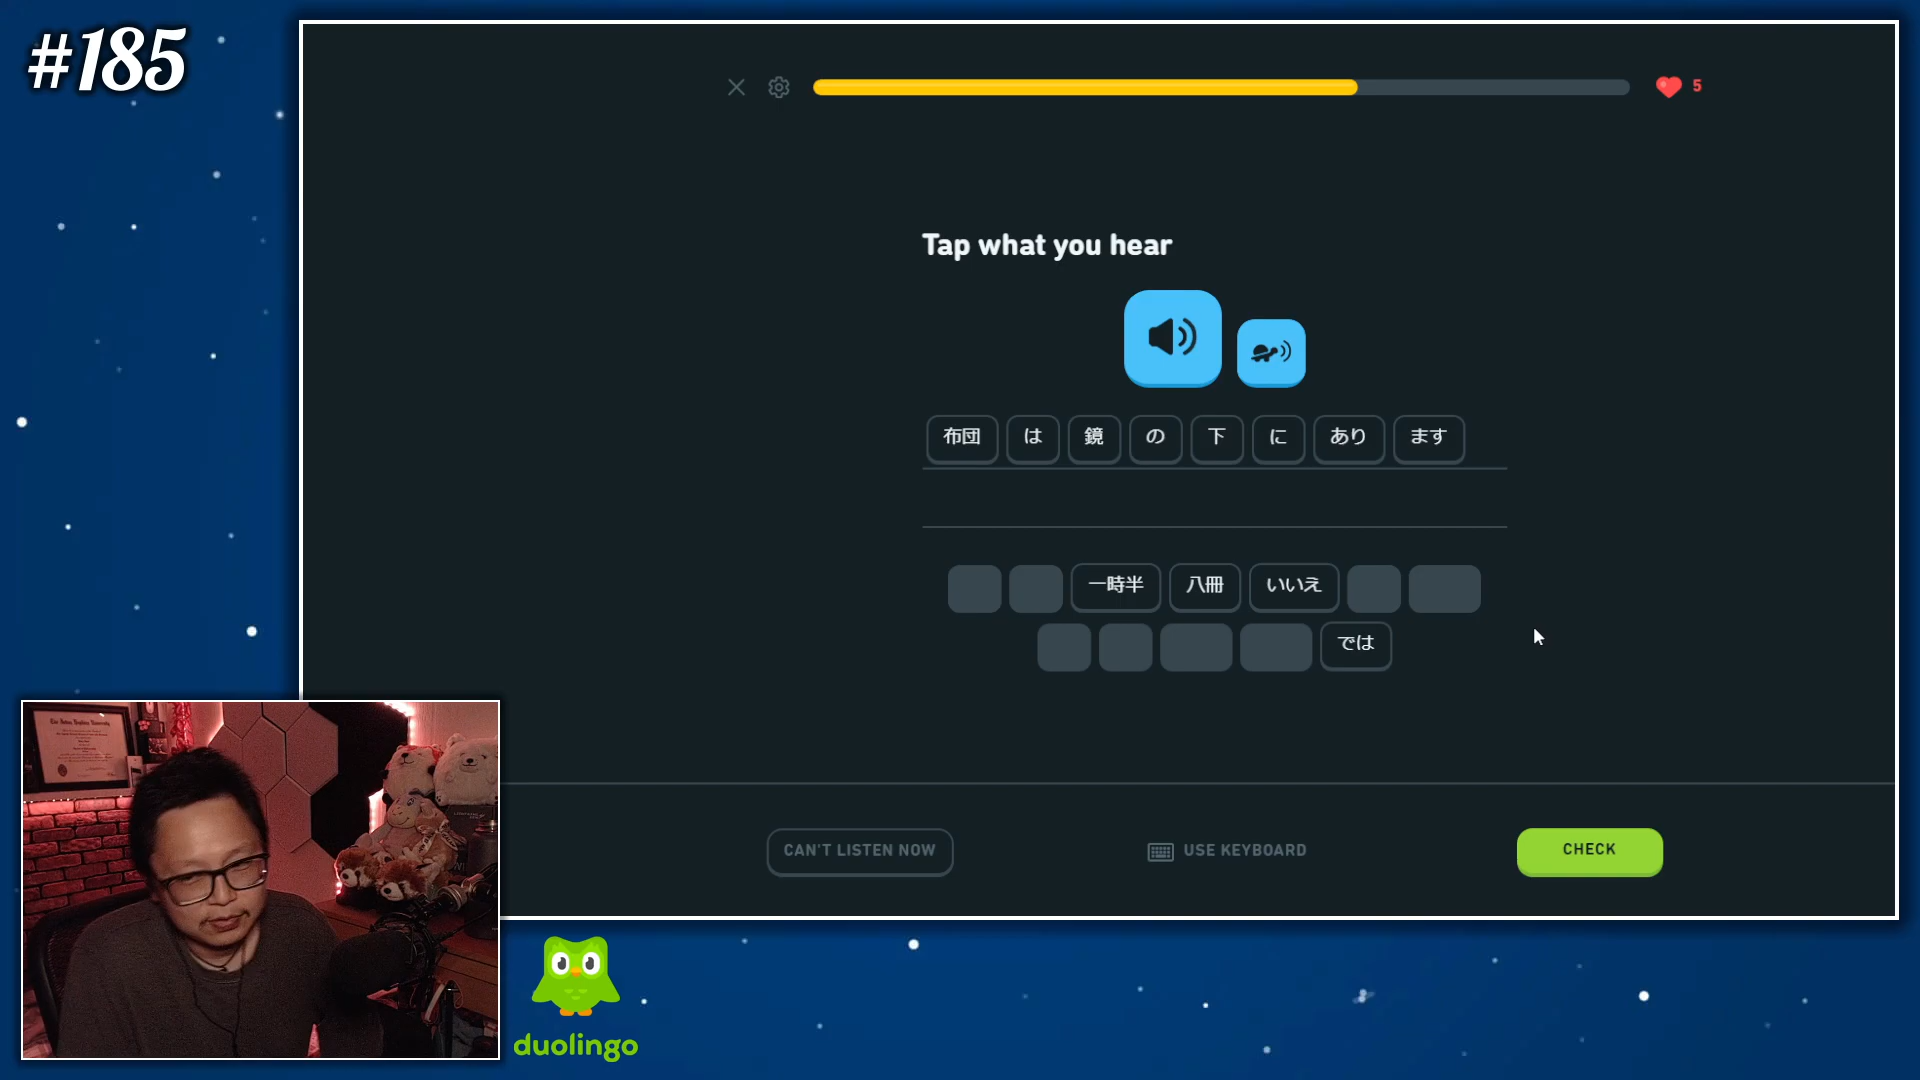 #185
5
Tap what you hear
布団 は 鏡 の 下 に あり ます
一時半 八冊 いいえ
では
CAN'T LISTEN NOW
USE KEYBOARD
CHECK
duolingo